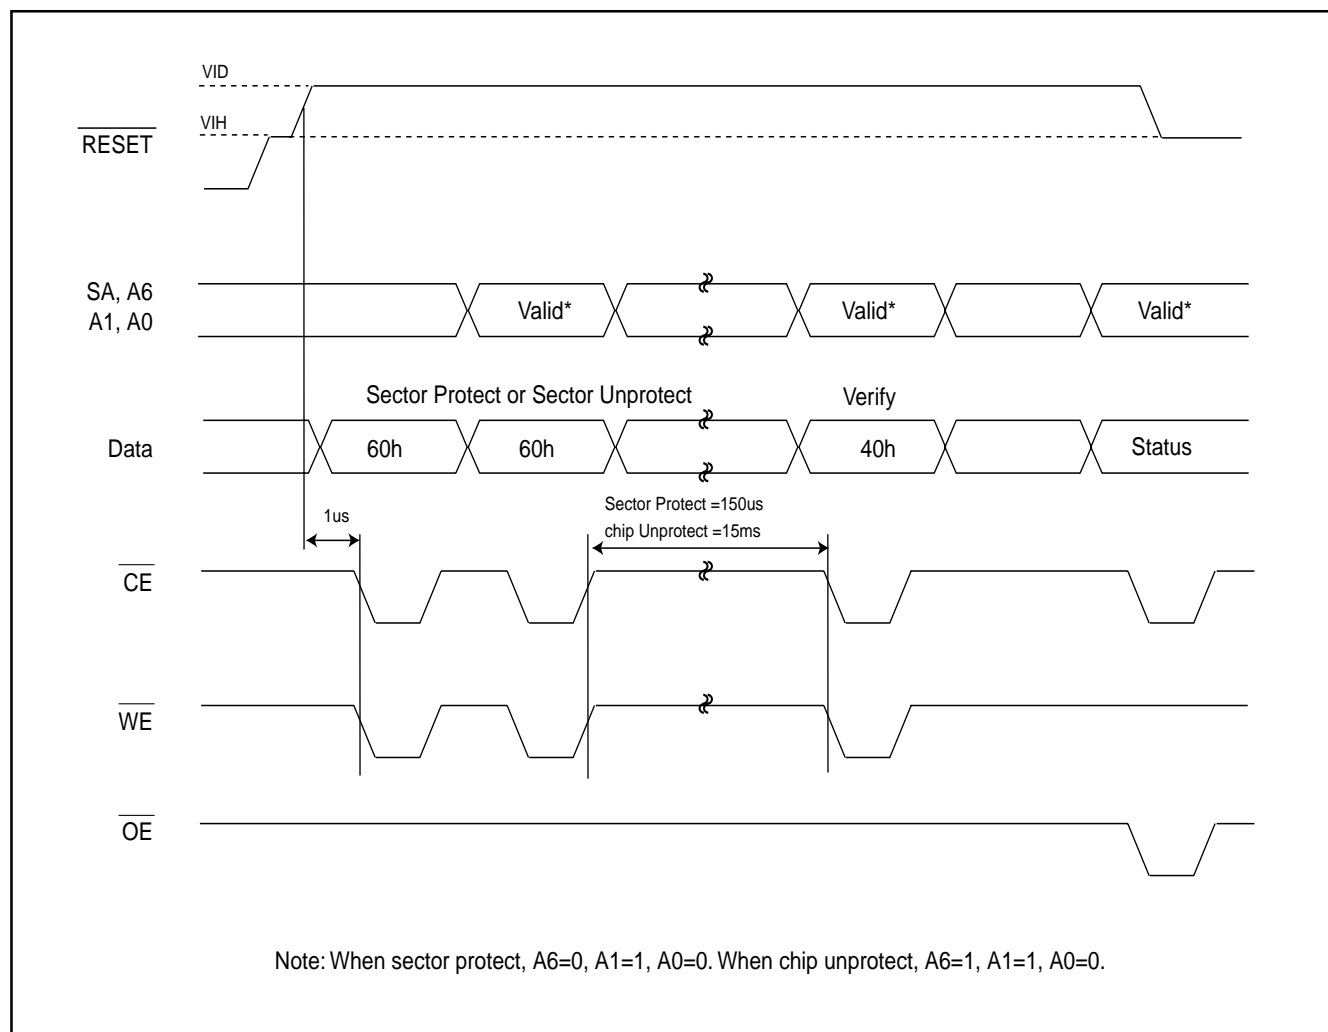 VID
VIH
RESET
SA, A6
A1, A0
Valid*
Valid*
Valid*
Sector Protect or Sector Unprotect
Verify
Data
60h
60h
40h
Status
1us
Sector Protect =150us
chip Unprotect =15ms
CE
WE
OE
Note: When sector protect, A6=0, A1=1, A0=0. When chip unprotect, A6=1, A1=1, A0=0.